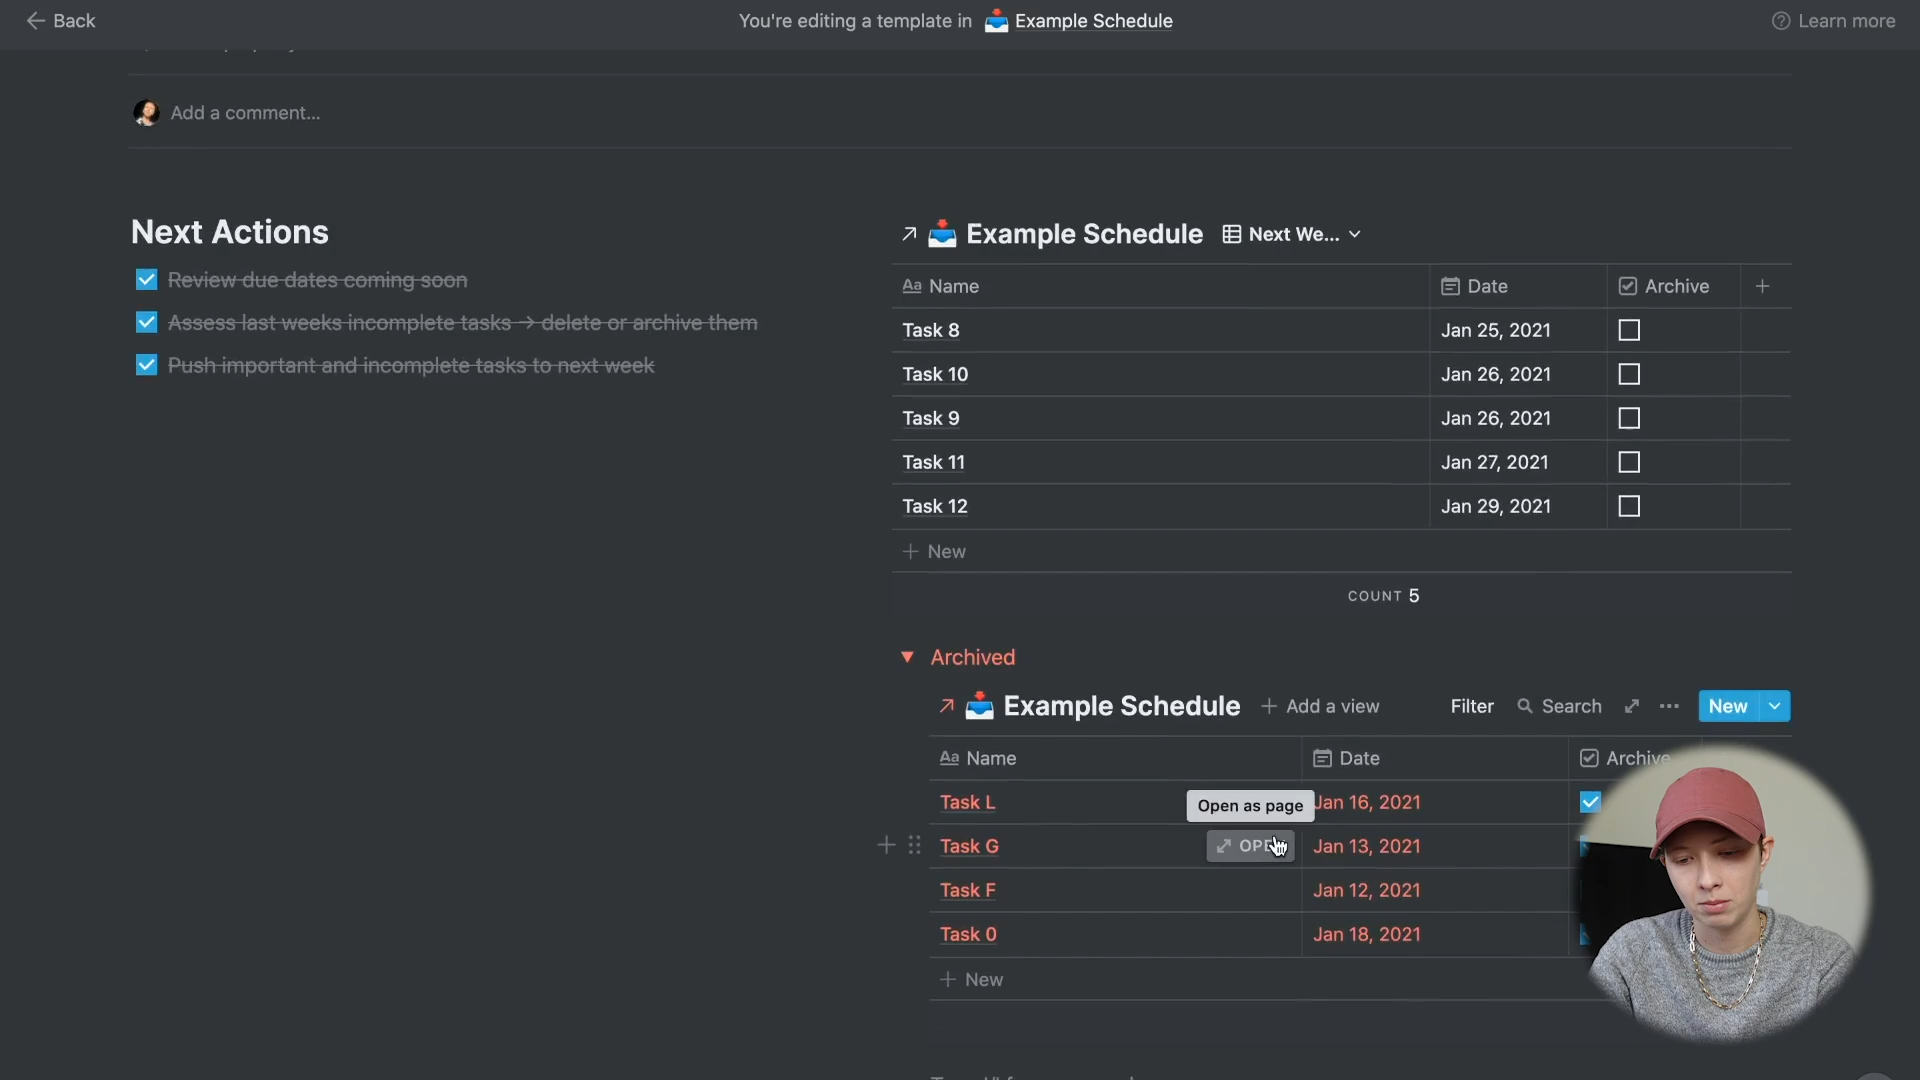 Back
You're editing a template in Example Schedule
Learn more
Add a comment...
Next Actions
Review due dates coming soon
Assess last weeks incomplete tasks → delete or archive them
Push important and incomplete tasks to next week
Example Schedule Next We...
Aa Name Date Archive
Task 8 Jan 25, 2021
Task 10 Jan 26, 2021
Task 9 Jan 26, 2021
Task 11 Jan 27, 2021
Task 12 Jan 29, 2021
+ New
COUNT 5
Archived
Example Schedule + Add a view Filter Search ... New
Aa Name Date Archive
Task L Jan 16, 2021
Open as page
Task G Jan 13, 2021
Task F Jan 12, 2021
Task 0 Jan 18, 2021
+ New